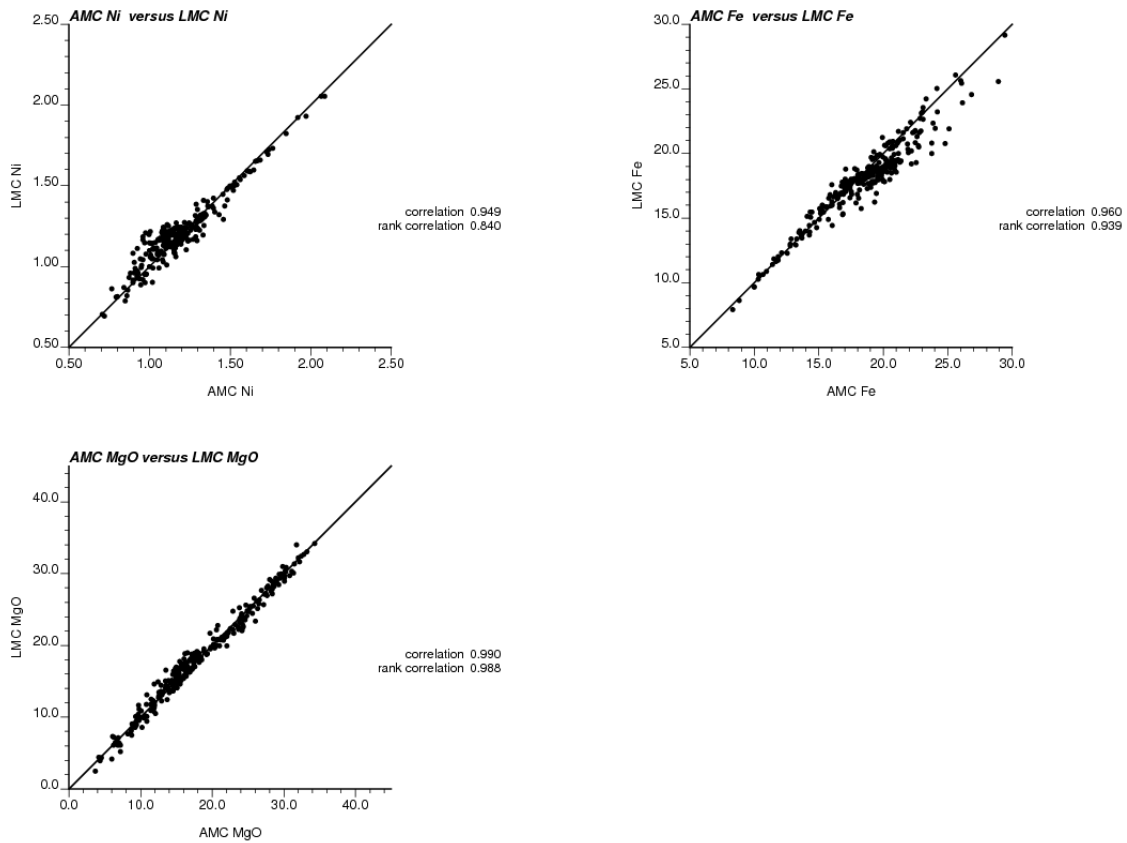 AMC Ni versus LMC Ni
2.50
2.00
1.50
1.00
0.50
LMC Ni
0.50 1.00 1.50 2.00 2.50
AMC Ni
correlation 0.949
rank correlation 0.840
AMC Fe versus LMC Fe
30.0
25.0
20.0
15.0
10.0
5.0
LMC Fe
5.0 10.0 15.0 20.0 25.0 30.0
AMC Fe
correlation 0.960
rank correlation 0.939
AMC MgO versus LMC MgO
40.0
30.0
20.0
10.0
0.0
LMC MgO
0.0 10.0 20.0 30.0 40.0
AMC MgO
correlation 0.990
rank correlation 0.988